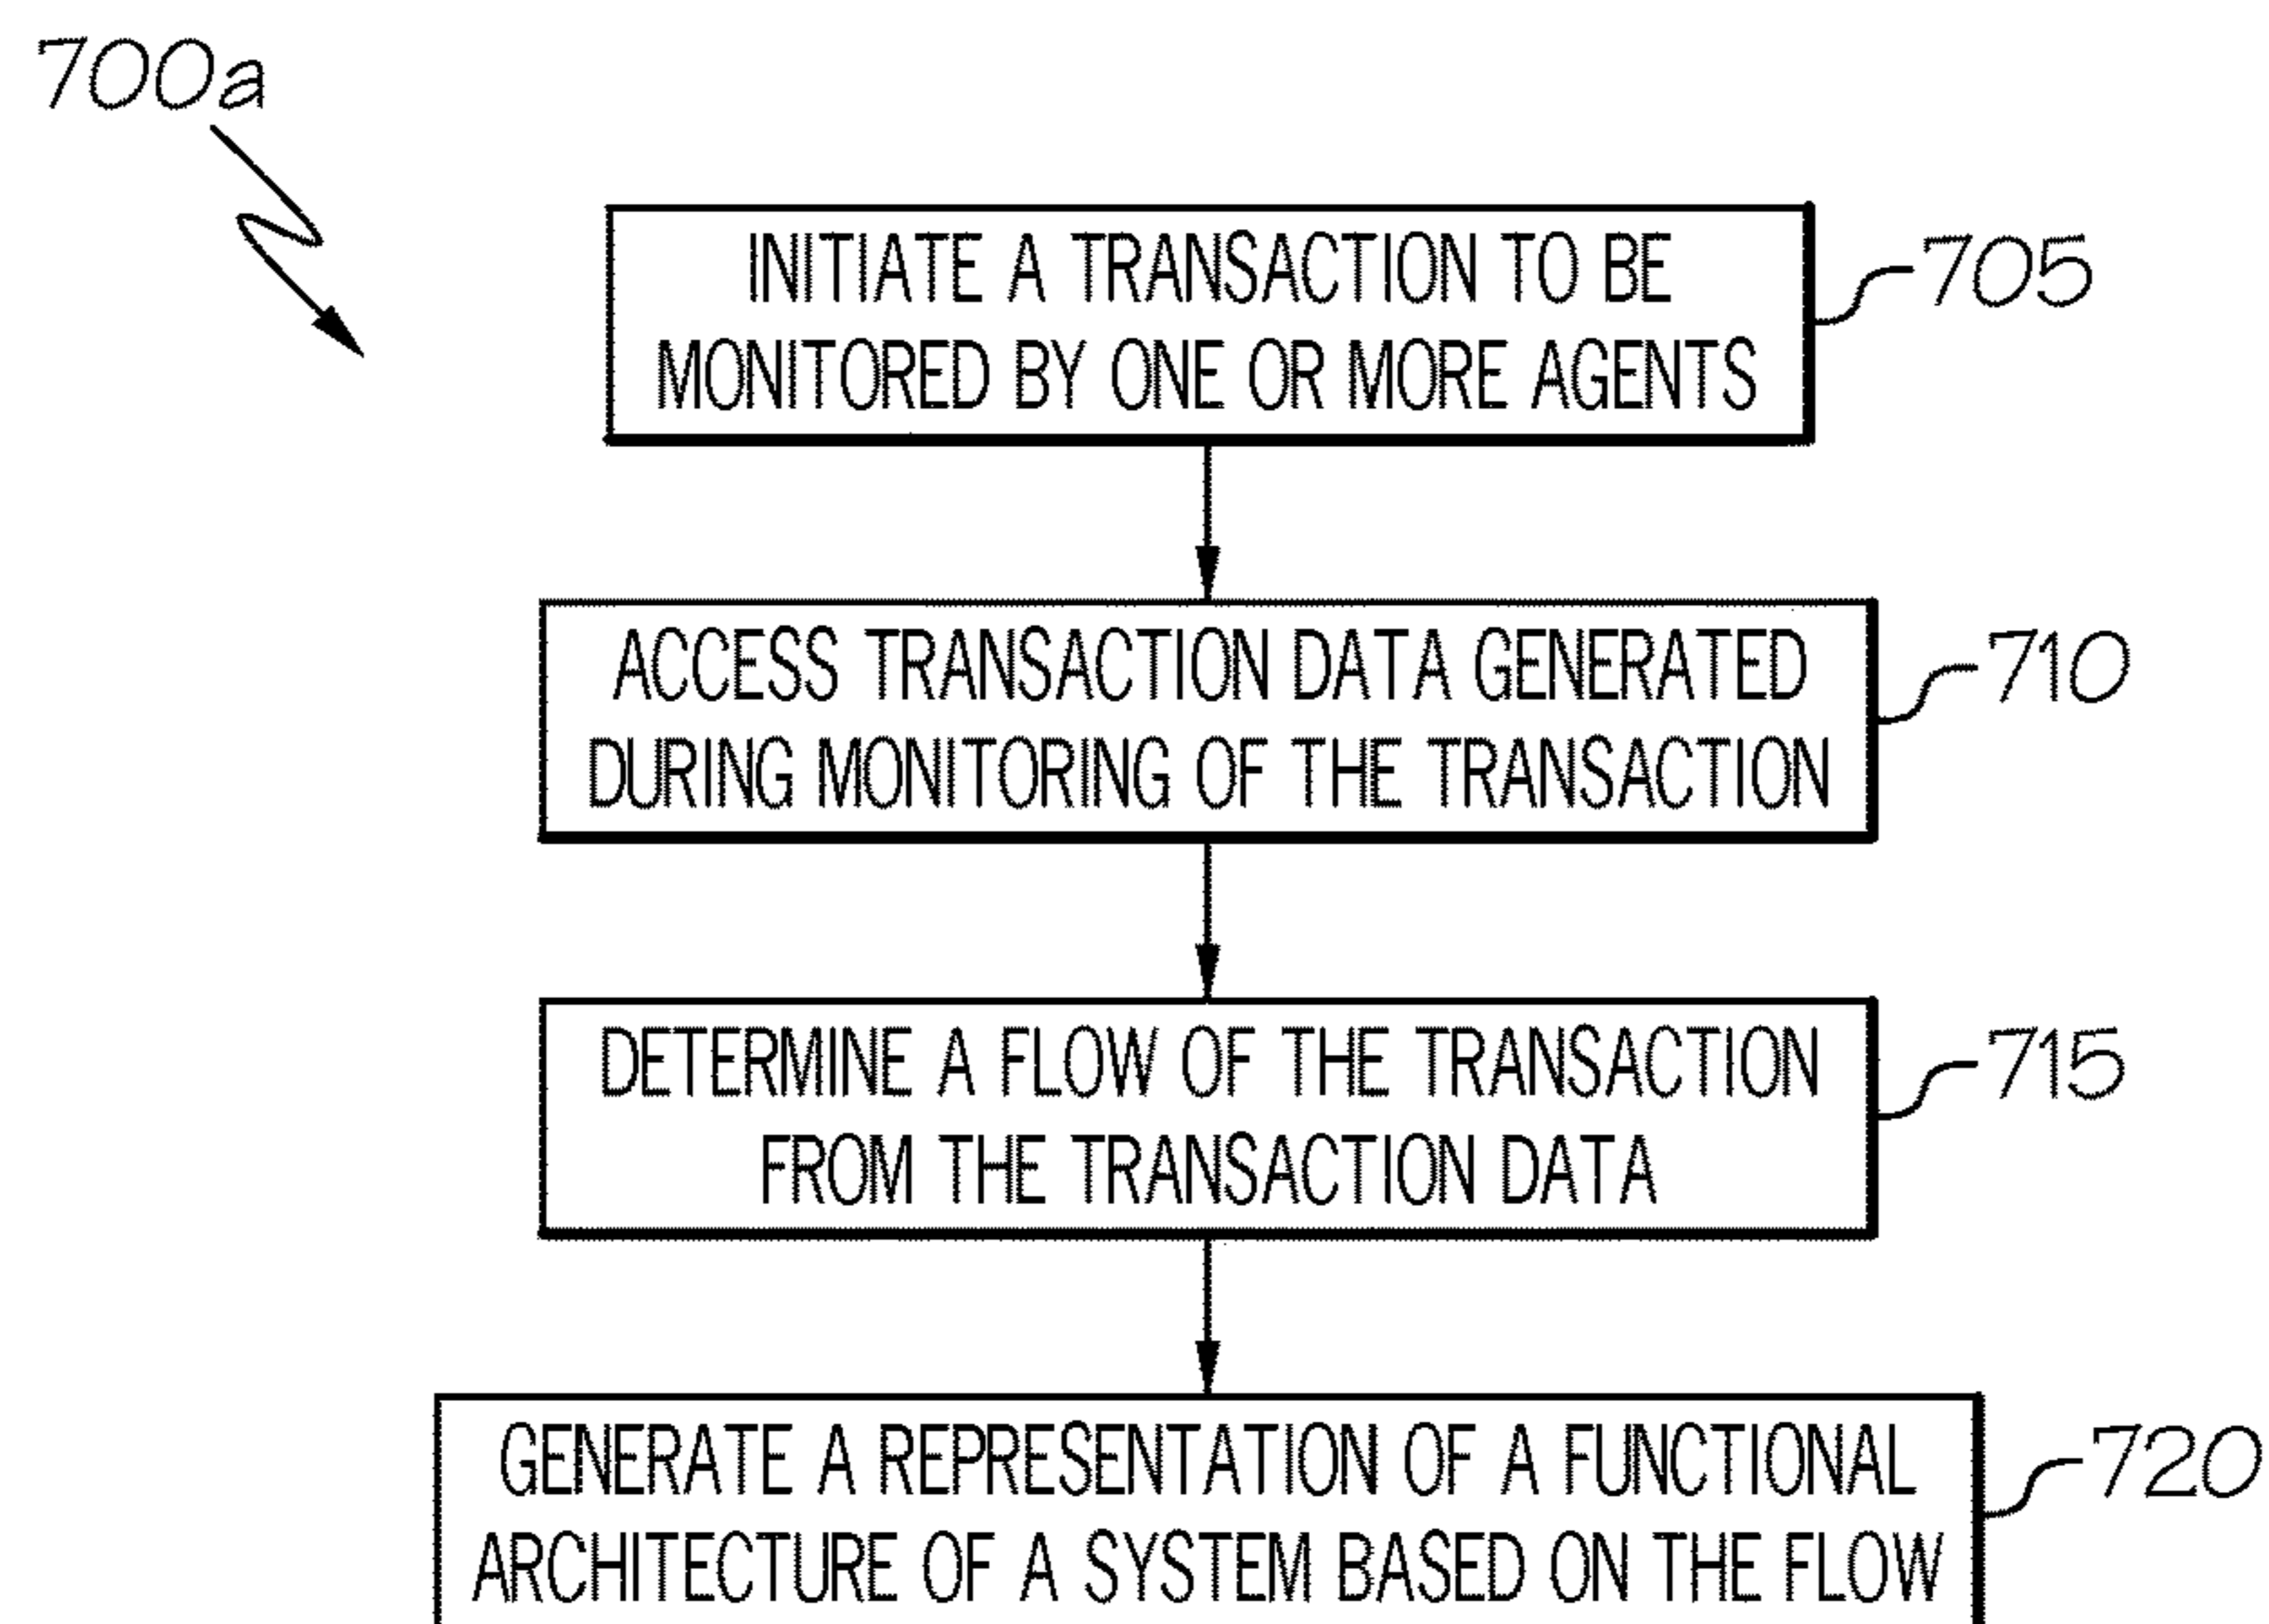 700a
INITIATE A TRANSACTION TO BE
MONITORED BY ONE OR MORE AGENTS
705
ACCESS TRANSACTION DATA GENERATED
DURING MONITORING OF THE TRANSACTION
710
DETERMINE A FLOW OF THE TRANSACTION
FROM THE TRANSACTION DATA
715
GENERATE A REPRESENTATION OF A FUNCTIONAL
ARCHITECTURE OF A SYSTEM BASED ON THE FLOW
720